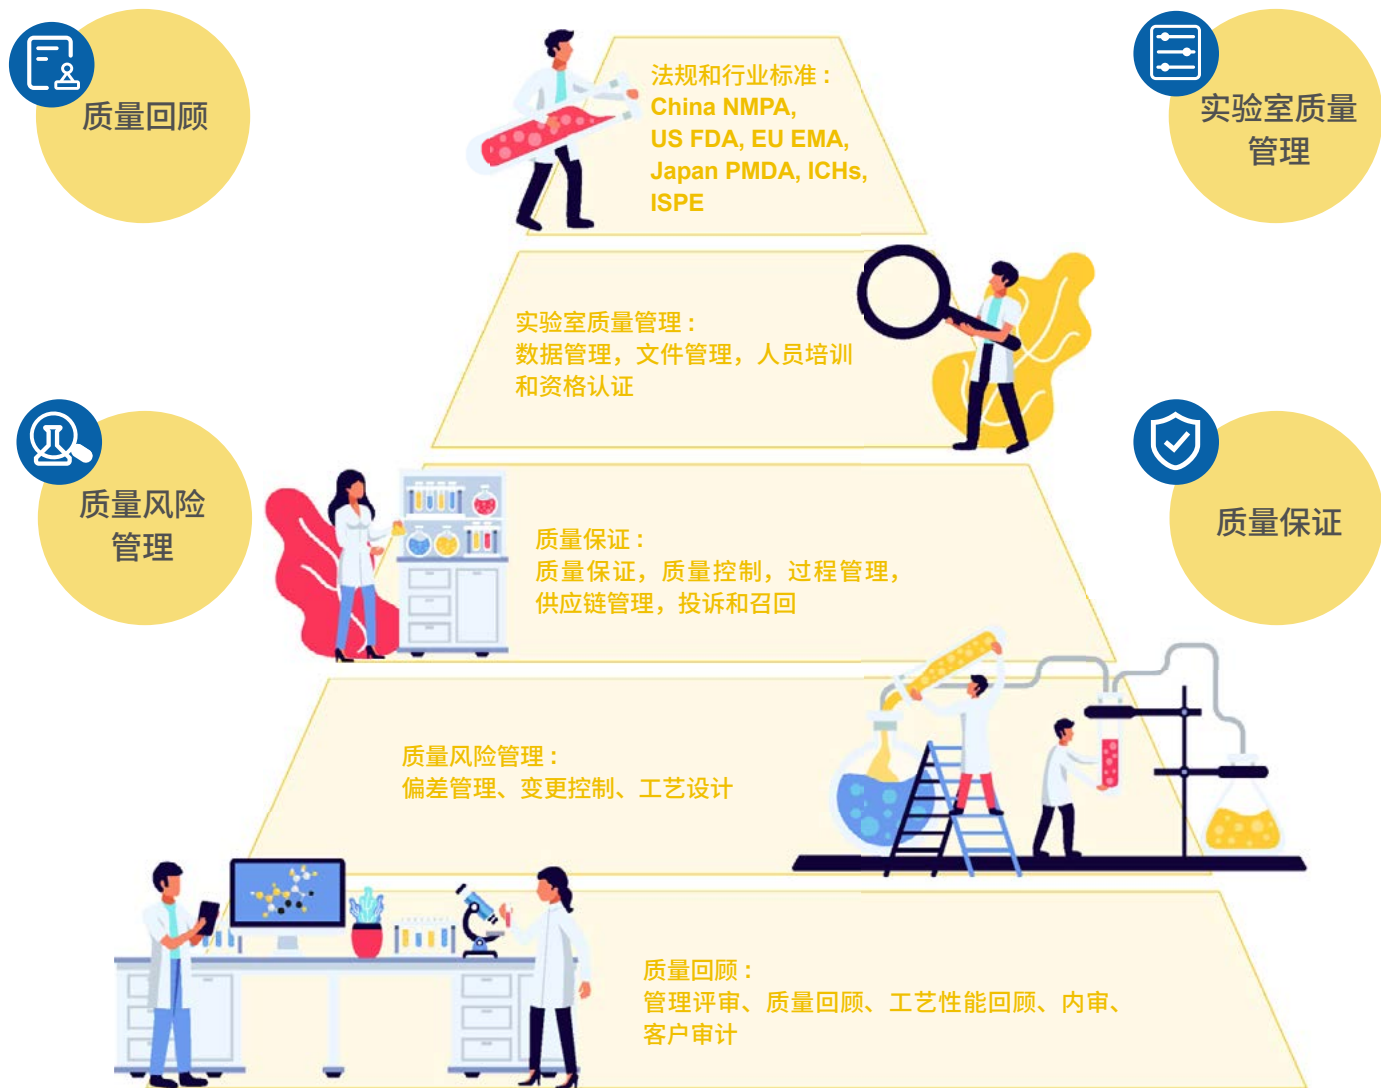 质量回顾
实验室质量
管理
法规和行业标准：
China NMPA,
US FDA, EU EMA,
Japan PMDA, ICHs,
ISPE
实验室质量管理：
数据管理，文件管理，人员培训
和资格认证
质量风险
管理
质量保证
质量保证：
质量保证，质量控制，过程管理，
供应链管理，投诉和召回
质量风险管理：
偏差管理、变更控制、工艺设计
质量回顾：
管理评审、质量回顾、工艺性能回顾、内审、
客户审计